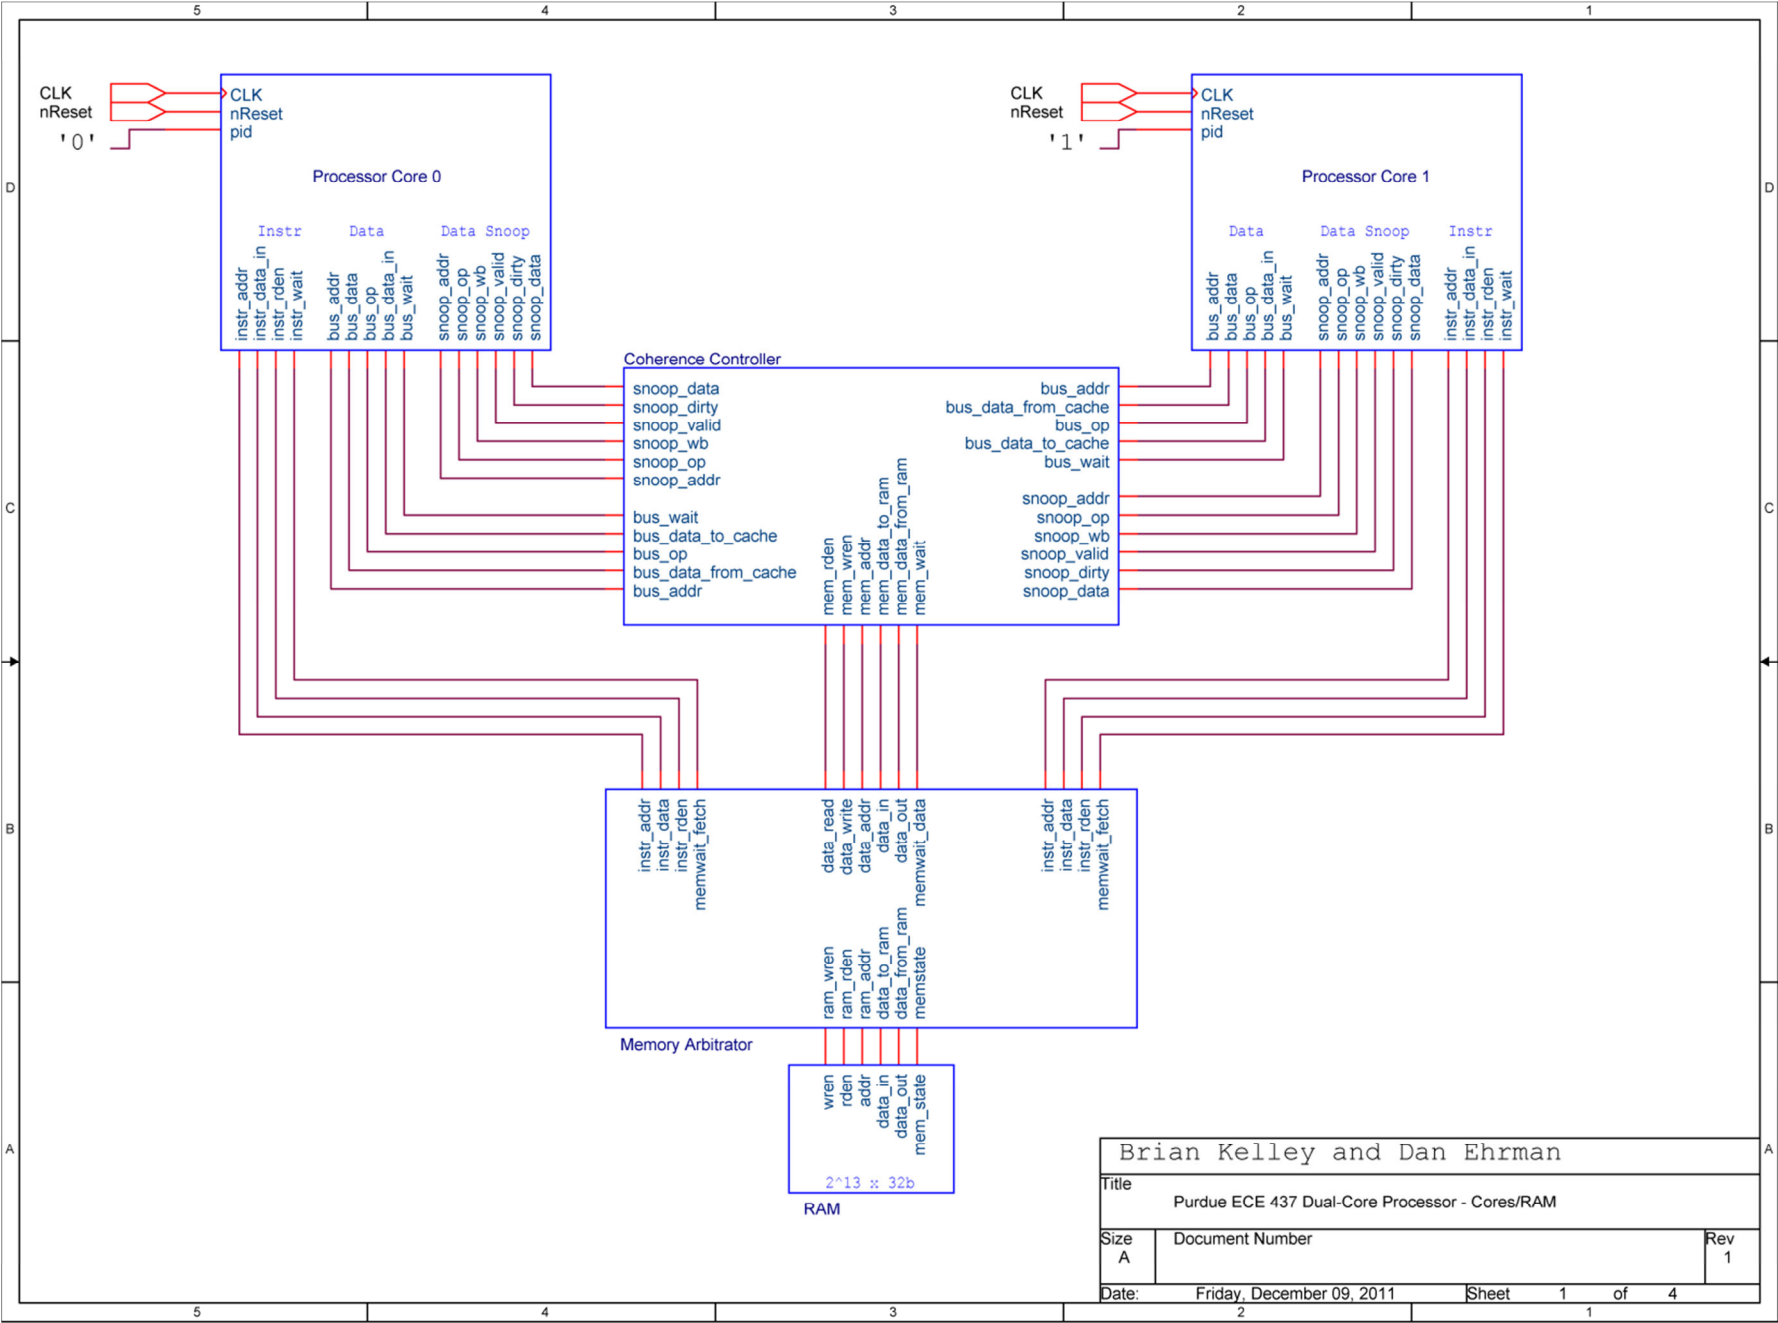 5 4 3 2 1
D
C
B
A
D
C
B
A
CLK
nReset
'0'
CLK
nReset
pid
Processor Core 0
Instr Data Data Snoop
instr_addr
instr_data_in
instr_rden
instr_wait
bus_addr
bus_data
bus_op
bus_data_in
bus_wait
snoop_addr
snoop_op
snoop_wb
snoop_valid
snoop_dirty
snoop_data
CLK
nReset
'1'
CLK
nReset
pid
Processor Core 1
Data Data Snoop Instr
bus_addr
bus_data
bus_op
bus_data_in
bus_wait
snoop_addr
snoop_op
snoop_wb
snoop_valid
snoop_dirty
snoop_data
instr_addr
instr_data_in
instr_rden
instr_wait
Coherence Controller
snoop_data
snoop_dirty
snoop_valid
snoop_wb
snoop_op
snoop_addr
bus_wait
bus_data_to_cache
bus_op
bus_data_from_cache
bus_addr
bus_addr
bus_data_from_cache
bus_op
bus_data_to_cache
bus_wait
snoop_addr
snoop_op
snoop_wb
snoop_valid
snoop_dirty
snoop_data
mem_rden
mem_wren
mem_addr
mem_data_to_ram
mem_data_from_ram
mem_wait
instr_addr
instr_data
instr_rden
memwait_fetch
data_read
data_write
data_addr
data_in
data_out
memwait_data
instr_addr
instr_data
instr_rden
memwait_fetch
ram_wren
ram_rden
ram_addr
data_to_ram
data_from_ram
memstate
Memory Arbitrator
wren
rden
addr
data_in
data_out
mem_state
2^13 x 32b
RAM
Brian Kelley and Dan Ehrman
Title
Purdue ECE 437 Dual-Core Processor - Cores/RAM
Size
A
Document Number
Rev
1
Date: Friday, December 09, 2011 Sheet 1 of 4
5 4 3 2 1